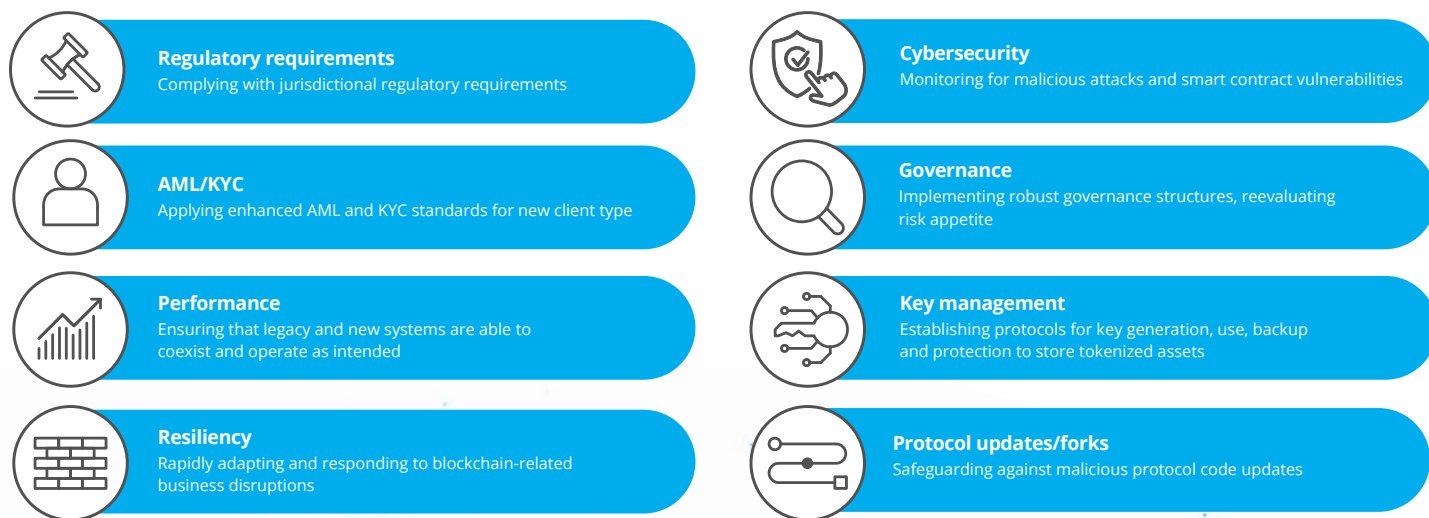 Regulatory requirements
Complying with jurisdictional regulatory requirements
AML/KYC
Applying enhanced AML and KYC standards for new client type
Performance
Ensuring that legacy and new systems are able to
coexist and operate as intended
Resiliency
Rapidly adapting and responding to blockchain-related
business disruptions
Cybersecurity
Monitoring for malicious attacks and smart contract vulnerabilities
Governance
Implementing robust governance structures, reevaluating
risk appetite
Key management
Establishing protocols for key generation, use, backup
and protection to store tokenized assets
Protocol updates/forks
Safeguarding against malicious protocol code updates